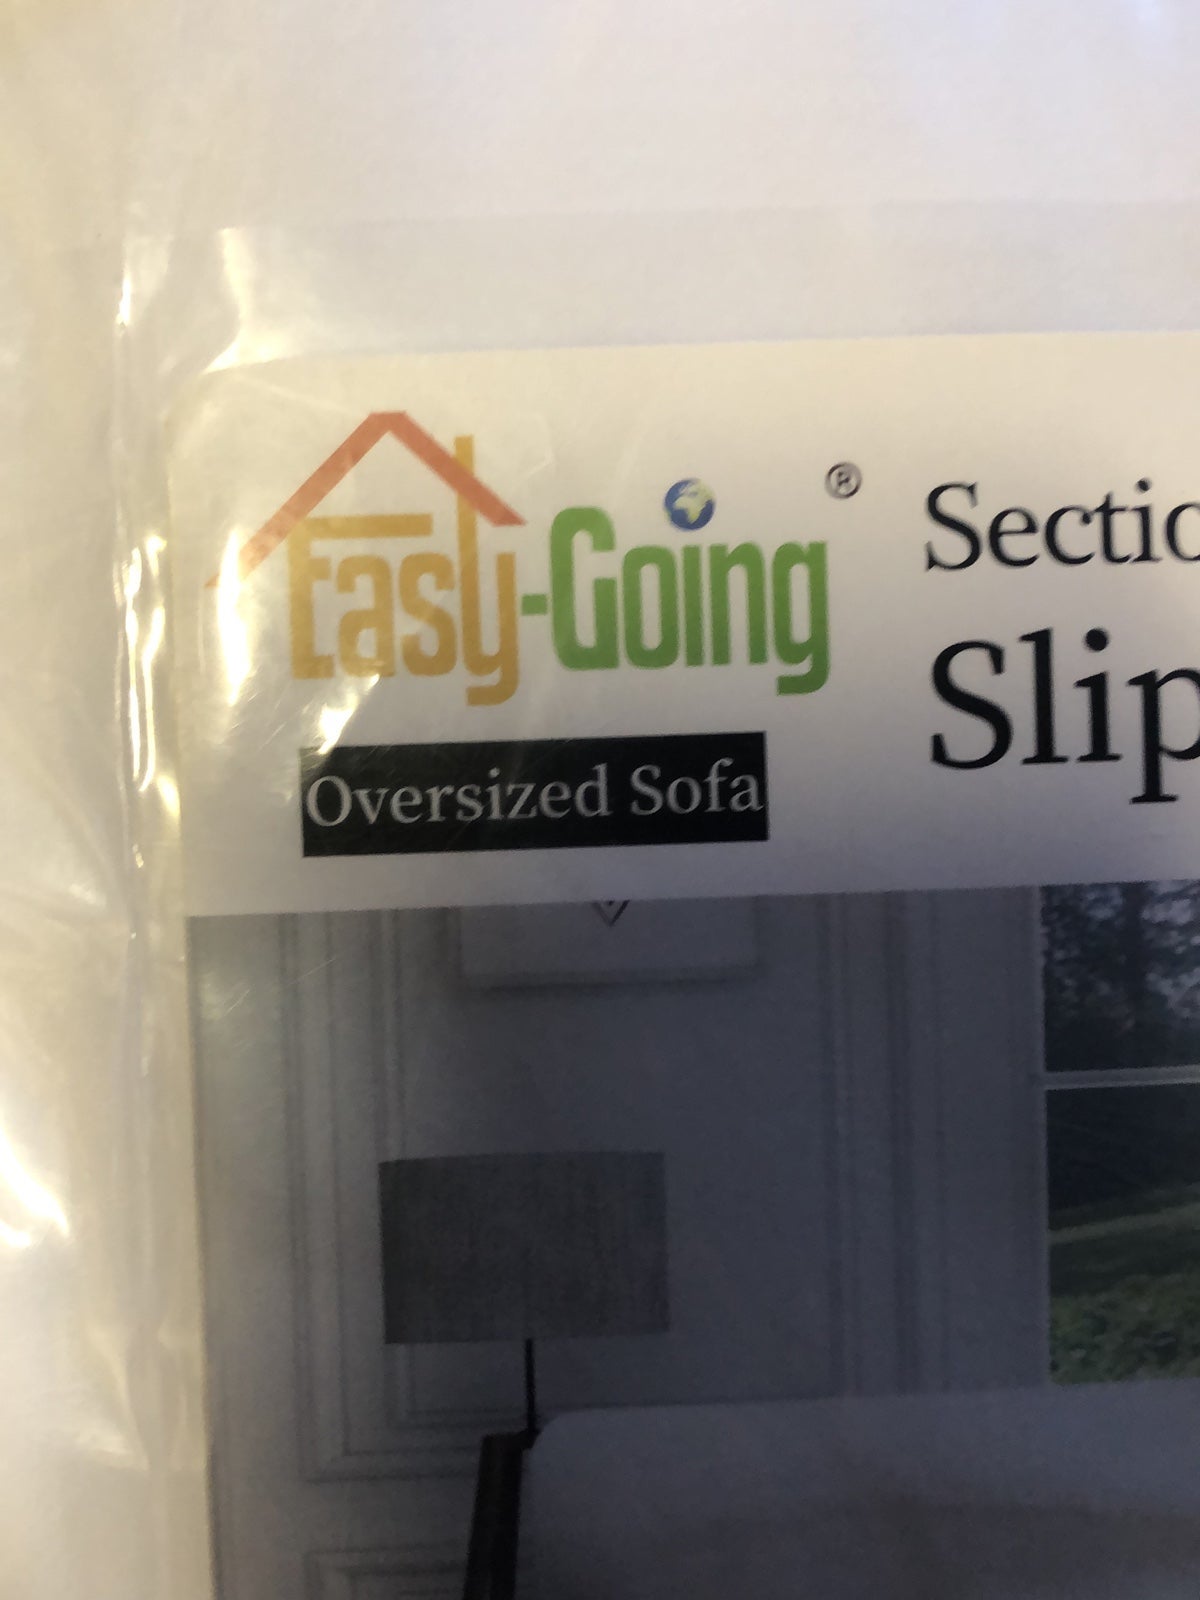 Easy-Going ®
Oversized Sofa
Sectio
Slip